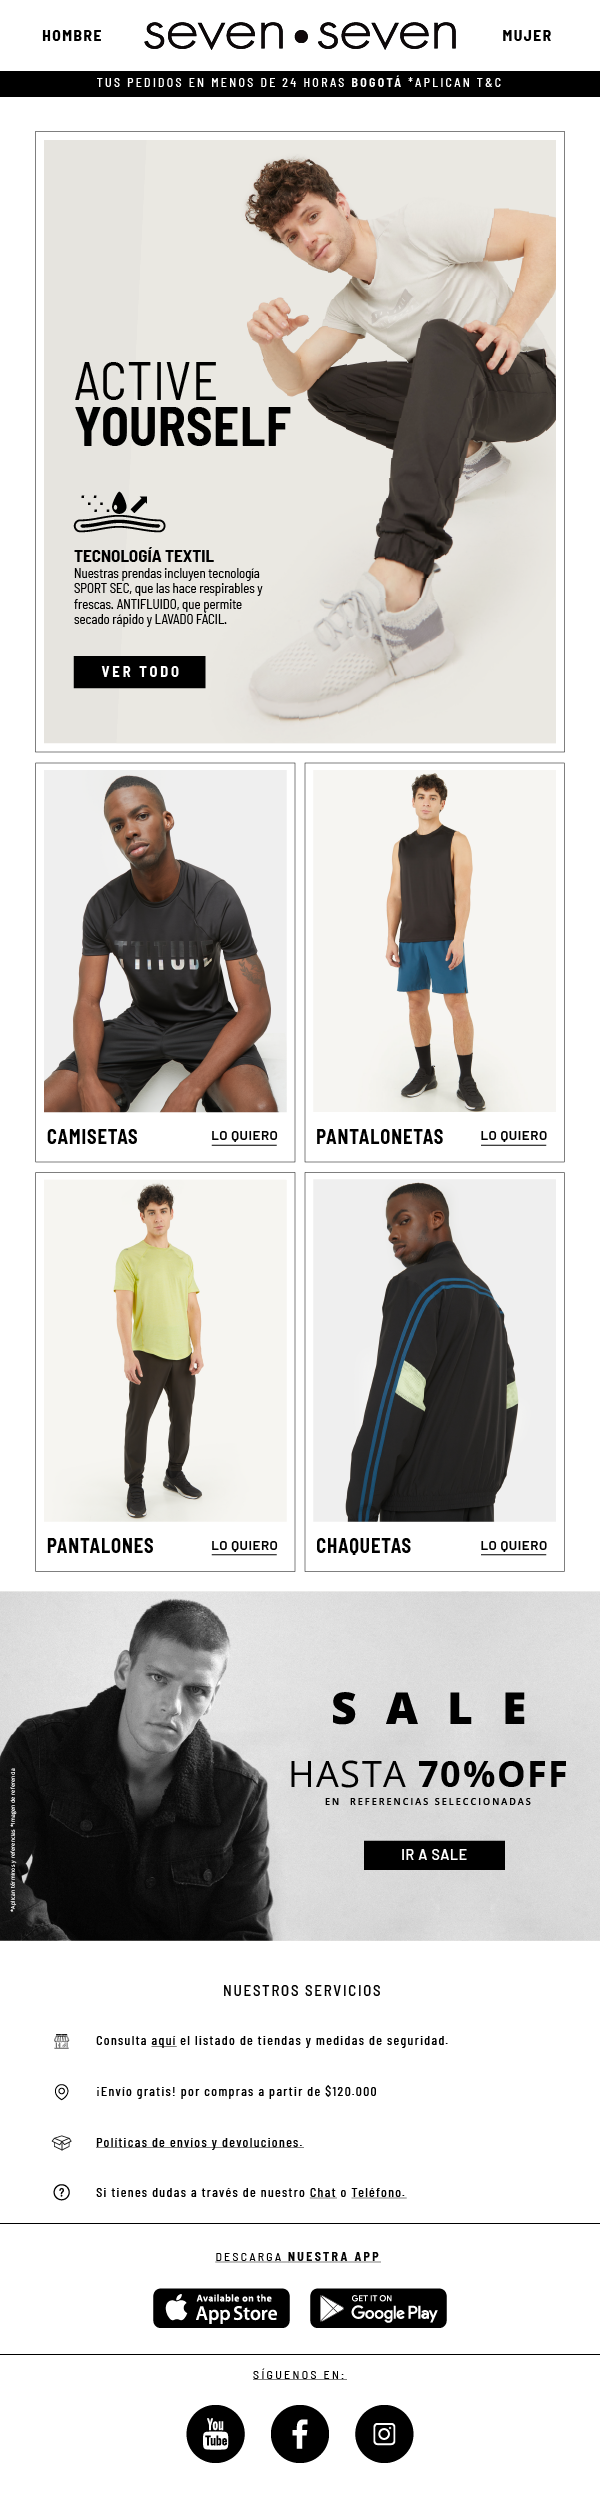 HOMBRE
seven•seven
MUJER
TUS PEDIDOS EN MENOS DE 24 HORAS BOGOTÁ *APLICAN T&C
ACTIVE
YOURSELF
TECNOLOGÍA TEXTIL
Nuestras prendas incluyen tecnología
SPORT SEC, que las hace respirables y
frescas. ANTIFLUIDO, que permite
secado rápido y LAVADO FÁCIL.
VER TODO
TTITUDE
CAMISETAS
LO QUIERO
PANTALONETAS
LO QUIERO
PANTALONES
LO QUIERO
CHAQUETAS
LO QUIERO
SALE
HASTA 70%OFF
EN REFERENCIAS SELECCIONADAS
IR A SALE
*Aplican términos y referencias *Imagen de referencia
NUESTROS SERVICIOS
Consulta aquí el listado de tiendas y medidas de seguridad.
¡Envío gratis! por compras a partir de $120.000
Políticas de envíos y devoluciones.
Si tienes dudas a través de nuestro Chat o Teléfono.
DESCARGA NUESTRA APP
Available on the
App Store
GET IT ON
Google Play
SÍGUENOS EN:
You
Tube